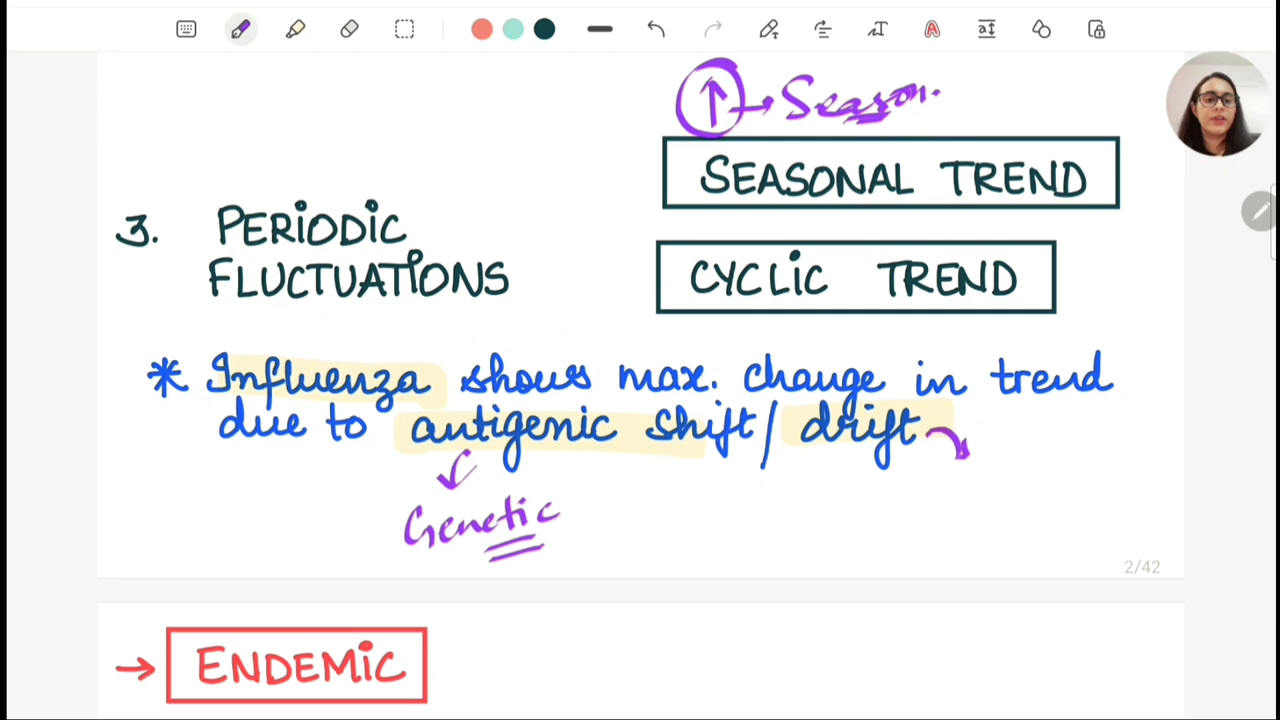 ↑ → Season.
SEASONAL TREND
3. PERIODIC
FLUCTUATIONS
CYCLIC TREND
* Influenza shows max. change in trend
due to antigenic shift/ drift
Genetic
2/42
→ ENDEMIC